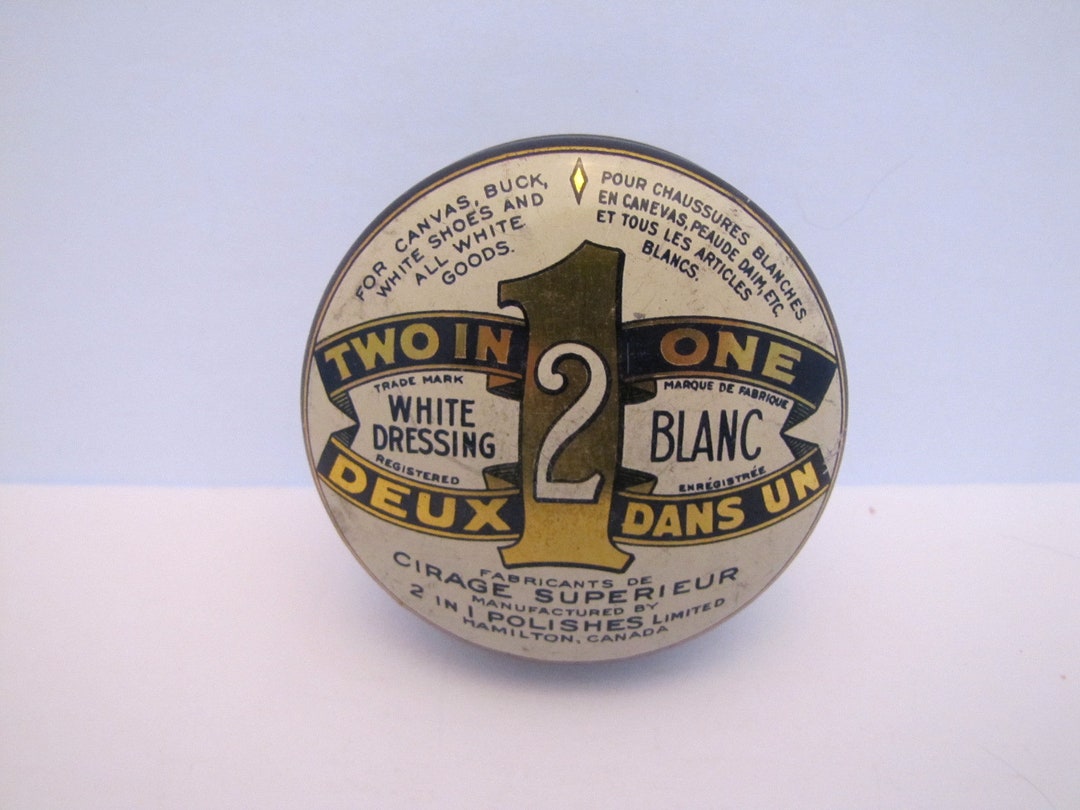 FOR CANVAS, BUCK,
WHITE SHOES AND
ALL WHITE
GOODS.
POUR CHAUSSURES BLANCHES
EN CANEVAS, PEAUDE DAIM, ETC.
ET TOUS LES ARTICLES
BLANCS.
1
2
TWO IN ONE
TRADE MARK
WHITE
DRESSING
REGISTERED
MARQUE DE FABRIQUE
BLANC
ENRÉGISTRÉE
DEUX DANS UN
FABRICANTS DE
CIRAGE SUPERIEUR
MANUFACTURED BY
2 IN 1 POLISHES LIMITED
HAMILTON, CANADA